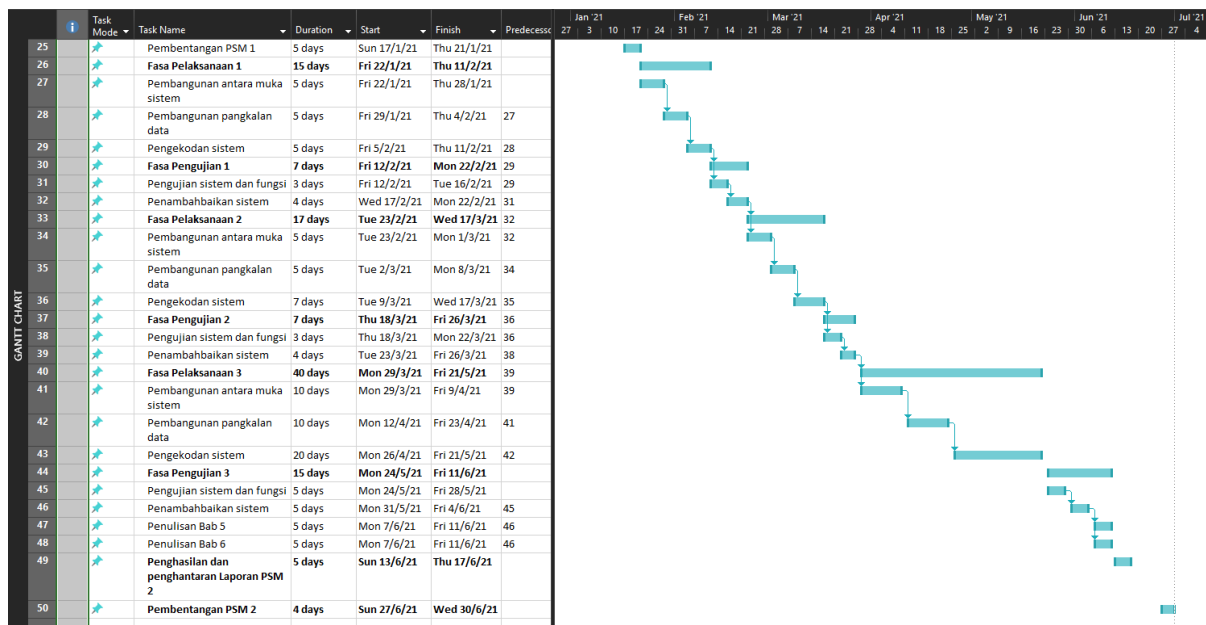 Task
Mode Task Name Duration Start Finish Predecesso
Jan '21 Feb '21 Mar '21 Apr '21 May '21 Jun '21 Jul '21
27 3 10 17 24 31 7 14 21 28 7 14 21 28 4 11 18 25 2 9 16 23 30 6 13 20 27 4
GANTT CHART
25 Pembentangan PSM 1 5 days Sun 17/1/21 Thu 21/1/21
26 Fasa Pelaksanaan 1 15 days Fri 22/1/21 Thu 11/2/21
27 Pembangunan antara muka 5 days Fri 22/1/21 Thu 28/1/21
sistem
28 Pembangunan pangkalan 5 days Fri 29/1/21 Thu 4/2/21 27
data
29 Pengekodan sistem 5 days Fri 5/2/21 Thu 11/2/21 28
30 Fasa Pengujian 1 7 days Fri 12/2/21 Mon 22/2/21 29
31 Pengujian sistem dan fungsi 3 days Fri 12/2/21 Tue 16/2/21 29
32 Penambahbaikan sistem 4 days Wed 17/2/21 Mon 22/2/21 31
33 Fasa Pelaksanaan 2 17 days Tue 23/2/21 Wed 17/3/21 32
34 Pembangunan antara muka 5 days Tue 23/2/21 Mon 1/3/21 32
sistem
35 Pembangunan pangkalan 5 days Tue 2/3/21 Mon 8/3/21 34
data
36 Pengekodan sistem 7 days Tue 9/3/21 Wed 17/3/21 35
37 Fasa Pengujian 2 7 days Thu 18/3/21 Fri 26/3/21 36
38 Pengujian sistem dan fungsi 3 days Thu 18/3/21 Mon 22/3/21 36
39 Penambahbaikan sistem 4 days Tue 23/3/21 Fri 26/3/21 38
40 Fasa Pelaksanaan 3 40 days Mon 29/3/21 Fri 21/5/21 39
41 Pembangunan antara muka 10 days Mon 29/3/21 Fri 9/4/21 39
sistem
42 Pembangunan pangkalan 10 days Mon 12/4/21 Fri 23/4/21 41
data
43 Pengekodan sistem 20 days Mon 26/4/21 Fri 21/5/21 42
44 Fasa Pengujian 3 15 days Mon 24/5/21 Fri 11/6/21
45 Pengujian sistem dan fungsi 5 days Mon 24/5/21 Fri 28/5/21
46 Penambahbaikan sistem 5 days Mon 31/5/21 Fri 4/6/21 45
47 Penulisan Bab 5 5 days Mon 7/6/21 Fri 11/6/21 46
48 Penulisan Bab 6 5 days Mon 7/6/21 Fri 11/6/21 46
49 Penghasilan dan 5 days Sun 13/6/21 Thu 17/6/21
penghantaran Laporan PSM
2
50 Pembentangan PSM 2 4 days Sun 27/6/21 Wed 30/6/21